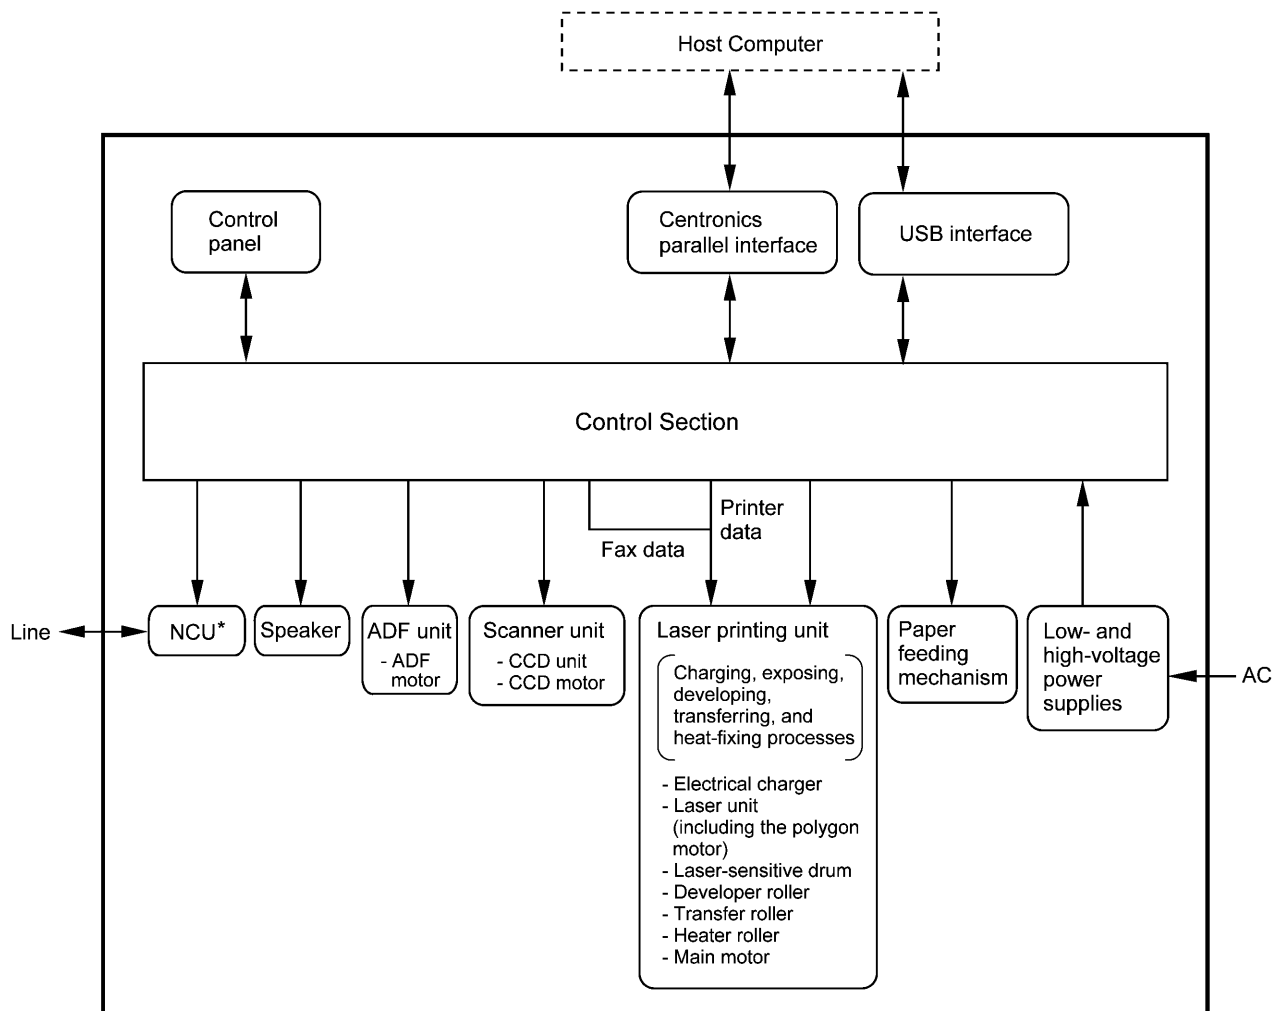 Host Computer
Control
panel
Centronics
parallel interface
USB interface
Control Section
Printer
data
Fax data
Line
NCU*
Speaker
ADF unit
- ADF
motor
Scanner unit
- CCD unit
- CCD motor
Laser printing unit
Charging, exposing,
developing,
transferring, and
heat-fixing processes
- Electrical charger
- Laser unit
(including the polygon
motor)
- Laser-sensitive drum
- Developer roller
- Transfer roller
- Heater roller
- Main motor
Paper
feeding
mechanism
Low- and
high-voltage
power
supplies
AC